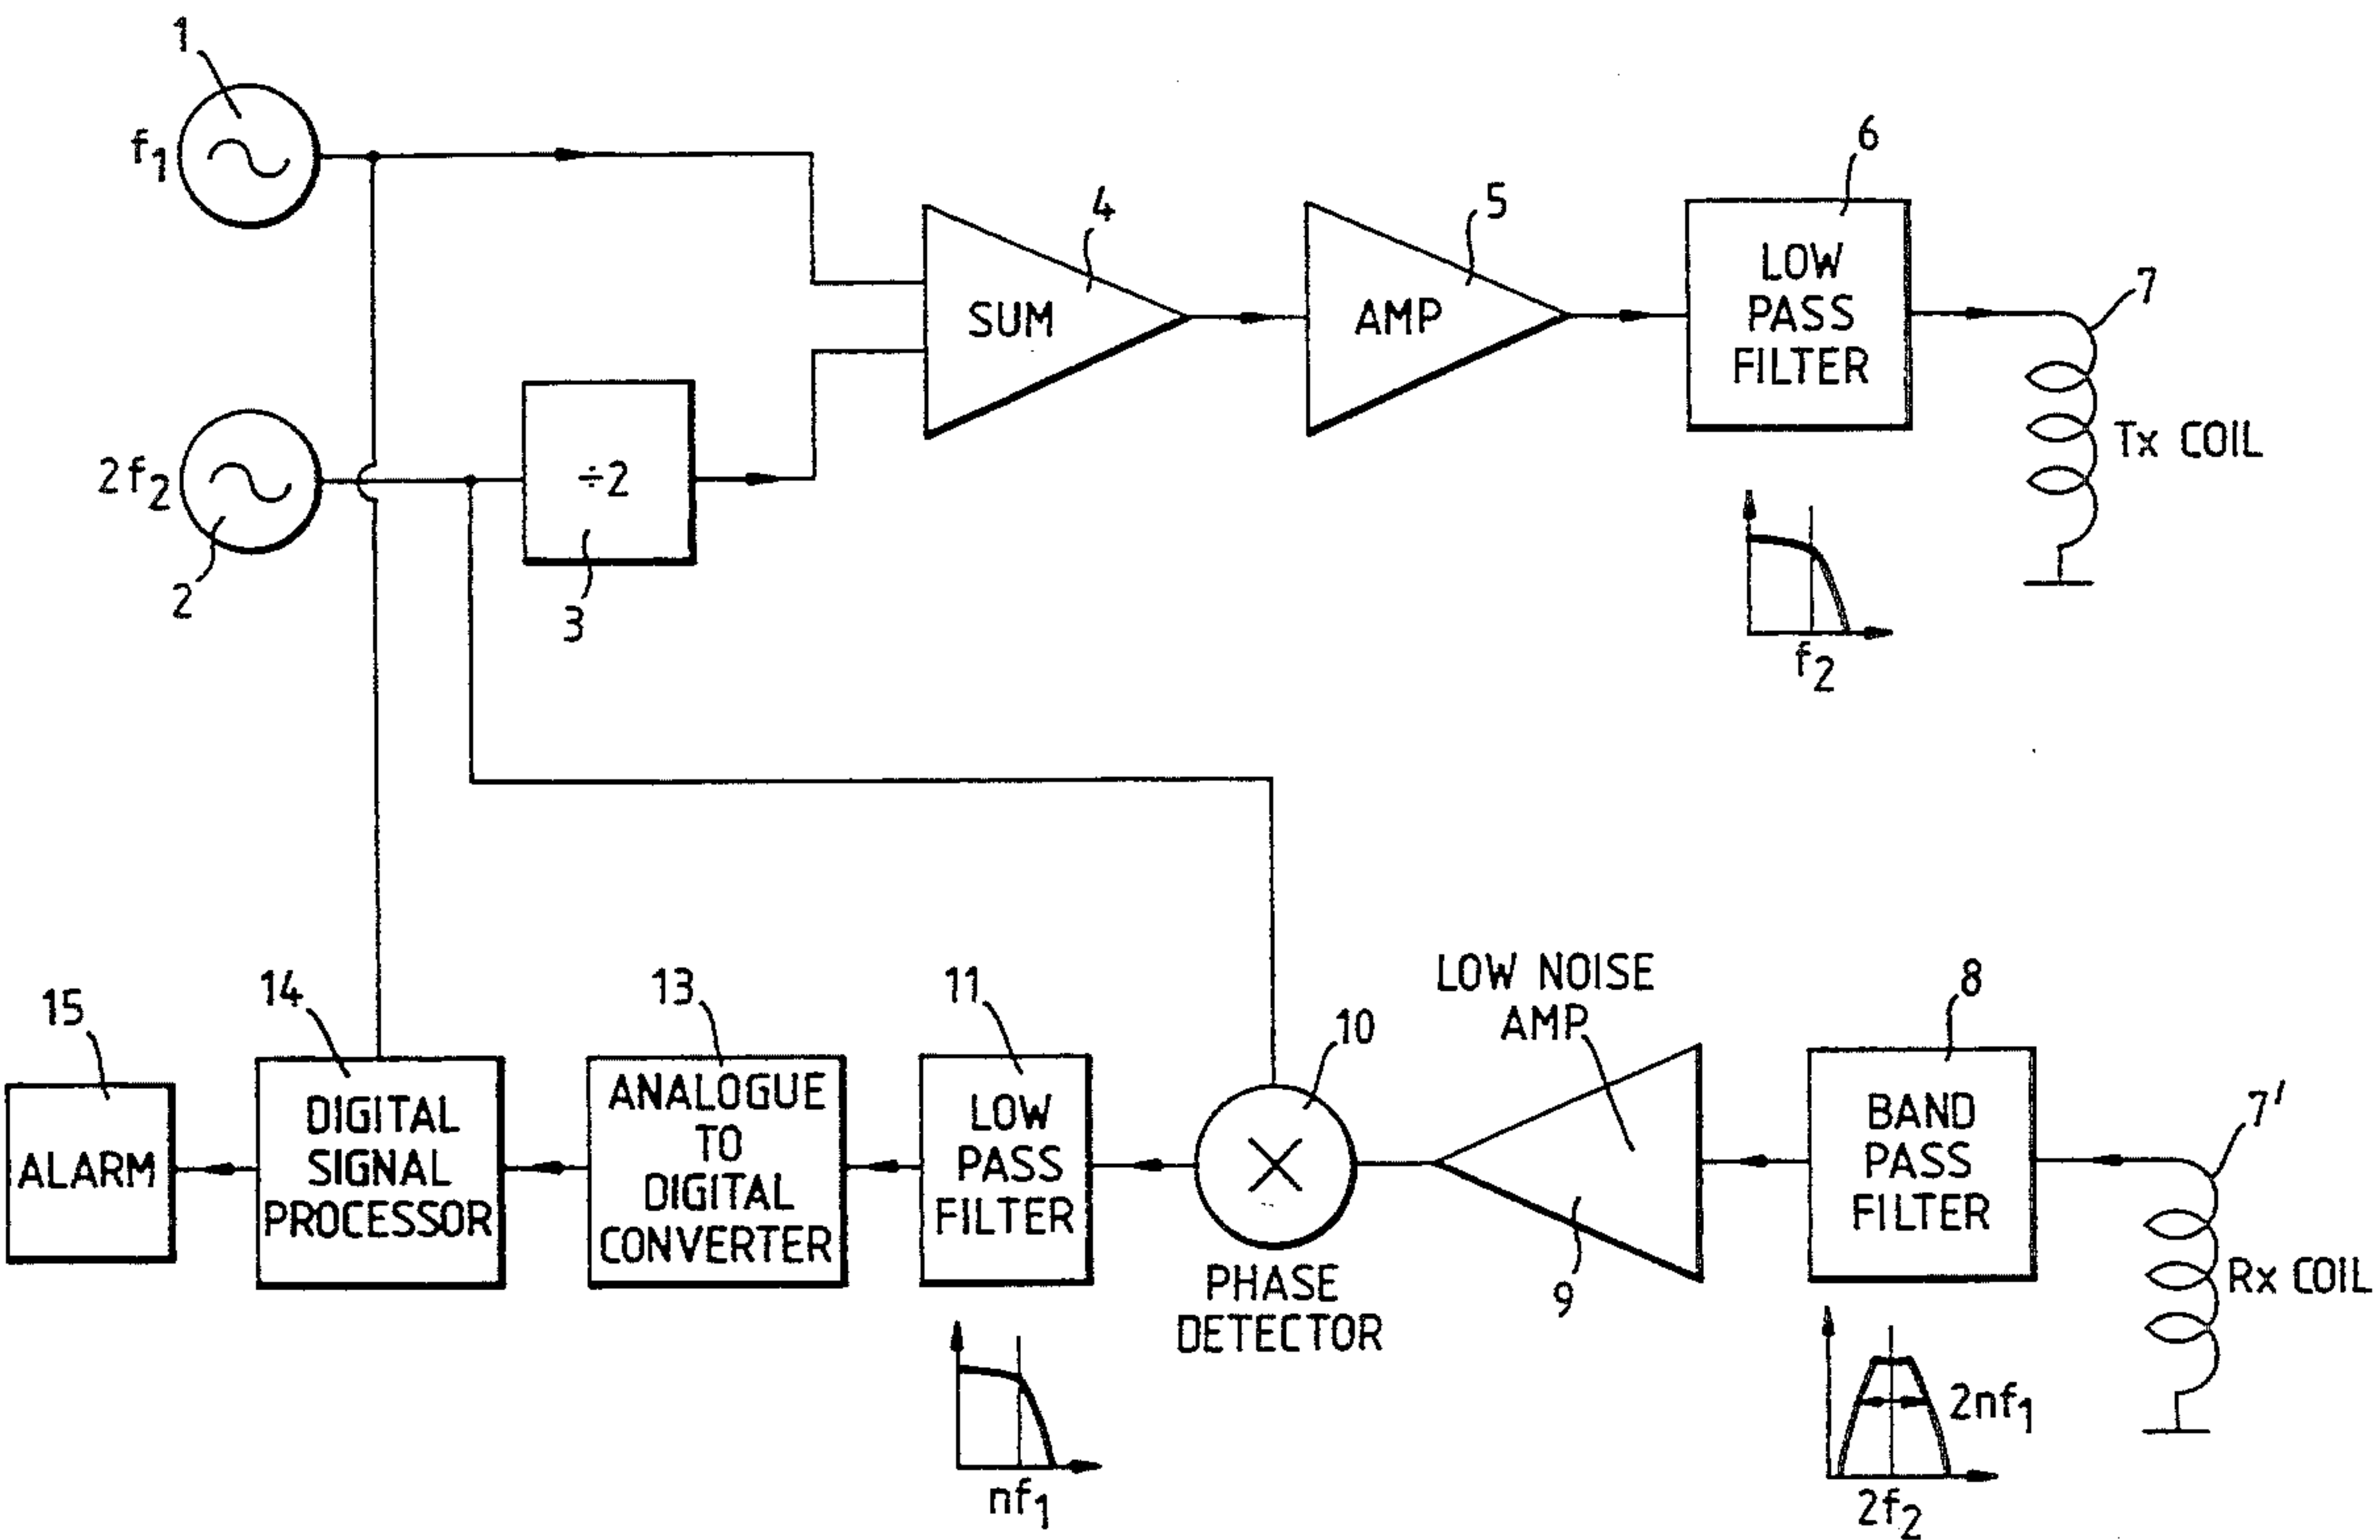 1
f1
2f2
2
÷2
3
SUM
4
AMP
5
6
LOW
PASS
FILTER
7
Tx COIL
f2
15
ALARM
14
DIGITAL
SIGNAL
PROCESSOR
13
ANALOGUE
TO
DIGITAL
CONVERTER
11
LOW
PASS
FILTER
nf1
10
PHASE
DETECTOR
LOW NOISE
AMP
9
8
BAND
PASS
FILTER
2nf1
2f2
7'
Rx COIL